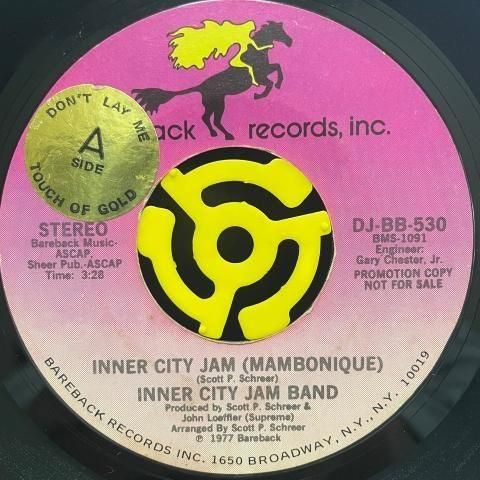 DON'T LAY ME
A
SIDE
TOUCH OF GOLD
ack records, inc.
STEREO
Bareback Music-
ASCAP,
Sheer Pub.-ASCAP
Time: 3:28
DJ-BB-530
BMS-1091
Engineer:
Gary Chester, Jr.
PROMOTION COPY
NOT FOR SALE
INNER CITY JAM (MAMBONIQUE)
(Scott P. Schreer)
INNER CITY JAM BAND
Produced by Scott P. Schreer &
John Loeffler (Supreme)
Arranged By Scott P. Schreer
℗ 1977 Bareback
BAREBACK RECORDS INC. 1650 BROADWAY, N.Y., N.Y. 10019